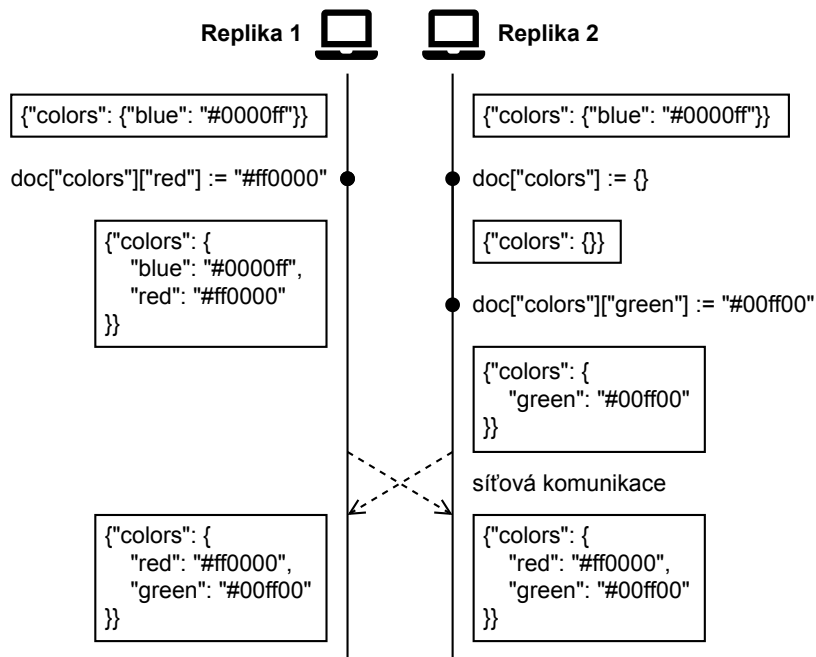 Replika 1
Replika 2
{"colors": {"blue": "#0000ff"}}
{"colors": {"blue": "#0000ff"}}
doc["colors"]["red"] := "#ff0000"
doc["colors"] := {}
{"colors": {
"blue": "#0000ff",
"red": "#ff0000"
}}
{"colors": {}}
doc["colors"]["green"] := "#00ff00"
{"colors": {
"green": "#00ff00"
}}
síťová komunikace
{"colors": {
"red": "#ff0000",
"green": "#00ff00"
}}
{"colors": {
"red": "#ff0000",
"green": "#00ff00"
}}